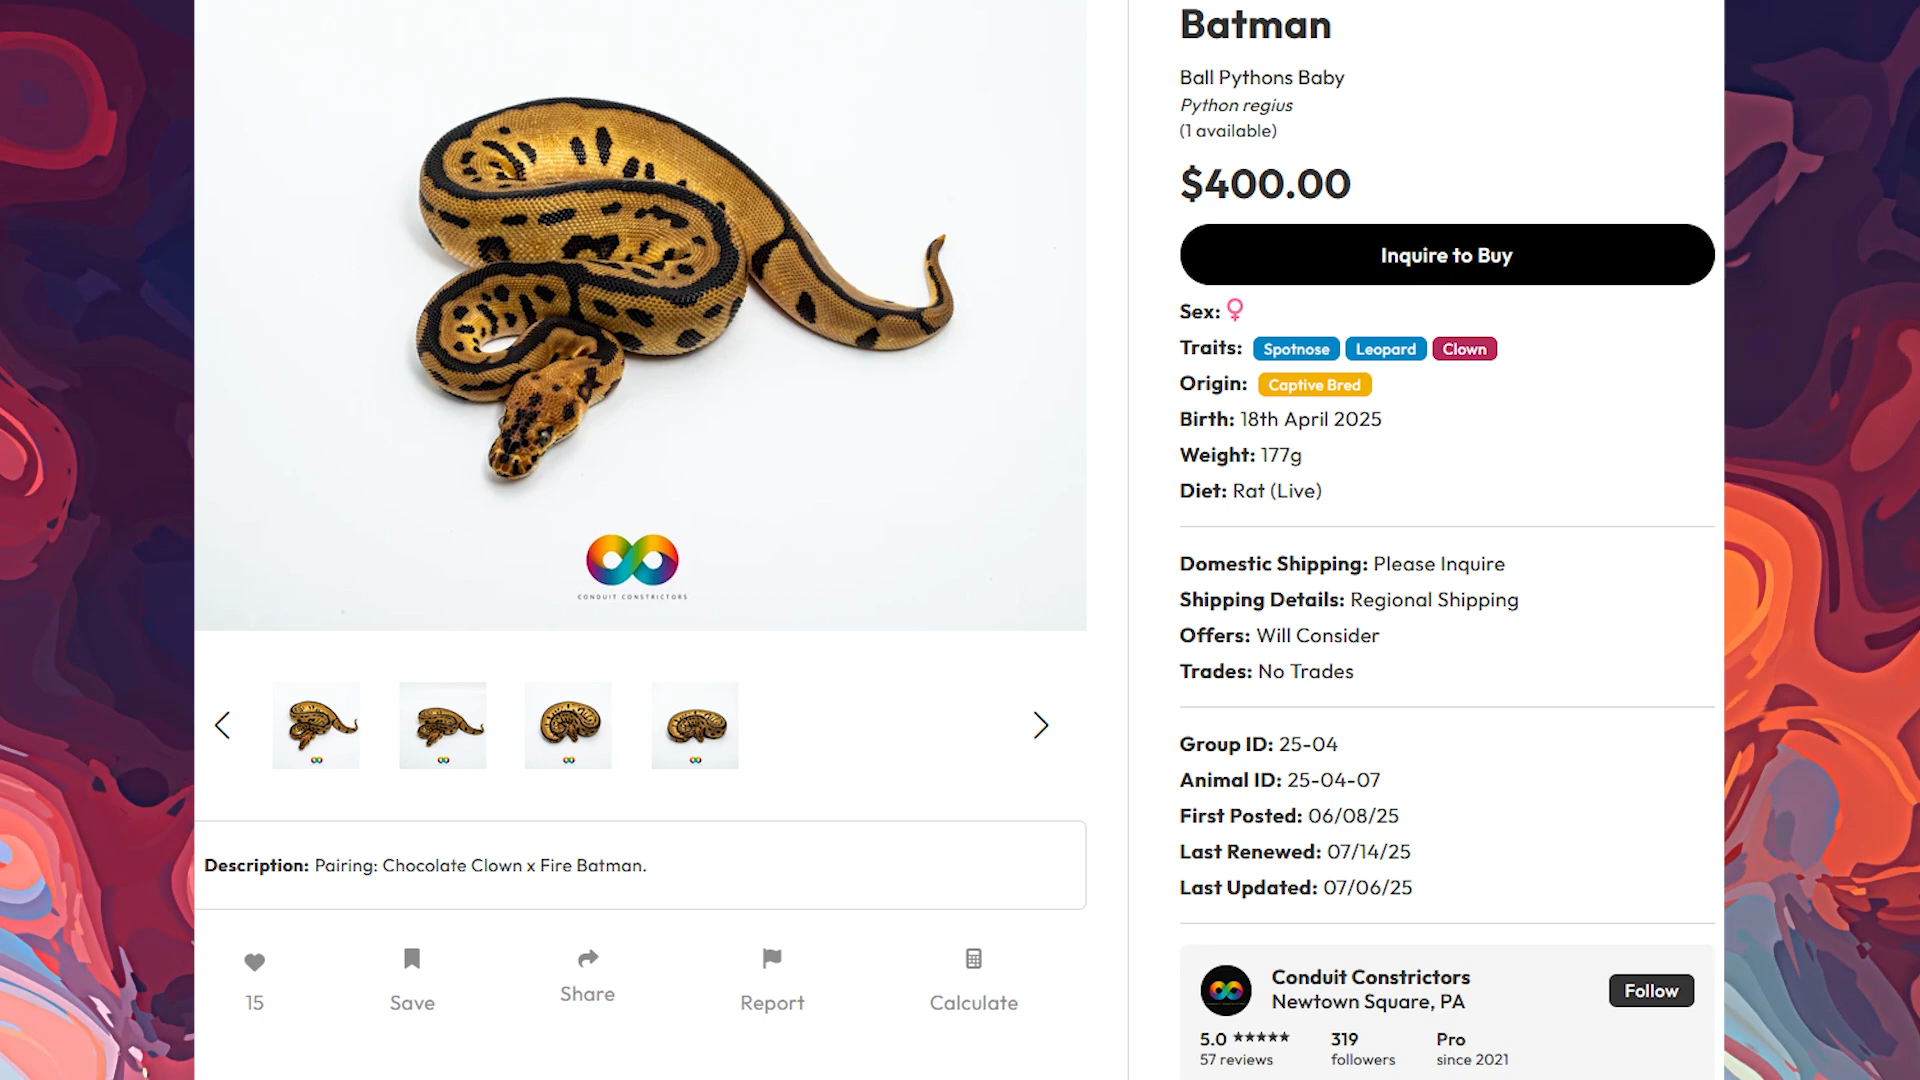 Batman
Ball Pythons Baby
Python regius
(1 available)
$400.00
Inquire to Buy
Sex:
Traits: Spotnose Leopard Clown
Origin: Captive Bred
Birth: 18th April 2025
Weight: 177g
Diet: Rat (Live)
Domestic Shipping: Please Inquire
Shipping Details: Regional Shipping
Offers: Will Consider
Trades: No Trades
Group ID: 25-04
Animal ID: 25-04-07
First Posted: 06/08/25
Last Renewed: 07/14/25
Last Updated: 07/06/25
Conduit Constrictors
Newtown Square, PA
Follow
5.0 ★★★★★
57 reviews
319
followers
Pro
since 2021
CONDUIT CONSTRICTORS
Description: Pairing: Chocolate Clown x Fire Batman.
15
Save
Share
Report
Calculate